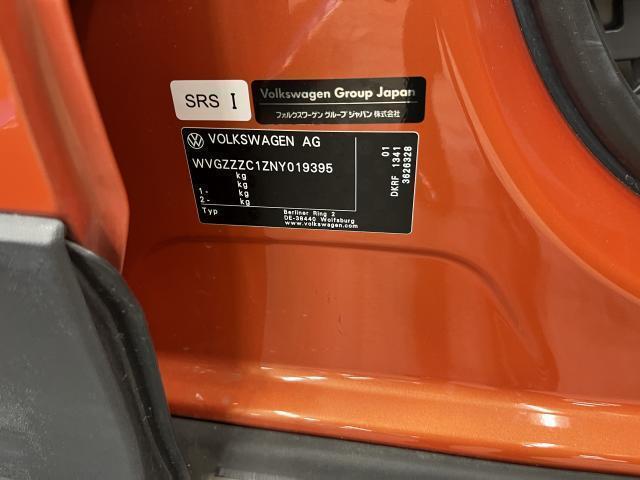 SRS I
Volkswagen Group Japan
フォルクスワーゲン グループ ジャパン 株式会社
VOLKSWAGEN AG
WVGZZZC1ZNY019395
kg
kg
1- kg
2- kg
Typ
Berliner Ring 2
DE-38440 Wolfsburg
www.volkswagen.com
01
DKRF 1341
3626328